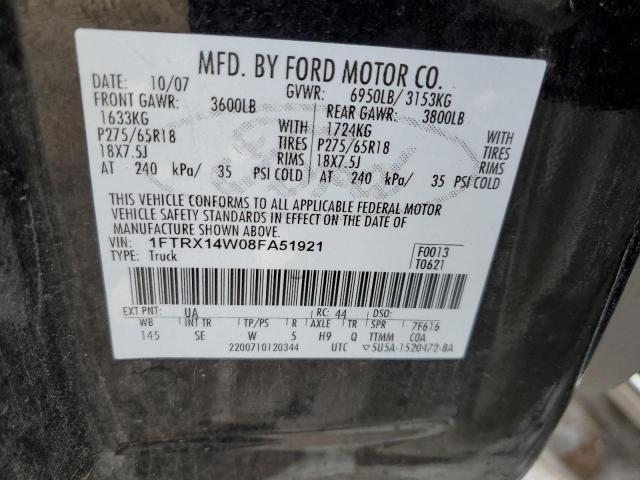 MFD. BY FORD MOTOR CO.
DATE: 10/07 GVWR: 6950LB/ 3153KG
FRONT GAWR: 3600LB REAR GAWR: 3800LB
1633KG WITH 1724KG WITH
P275/65R18 TIRES P275/65R18 TIRES
18X7.5J RIMS 18X7.5J RIMS
AT 240 kPa/ 35 PSI COLD AT 240 kPa/ 35 PSI COLD
THIS VEHICLE CONFORMS TO ALL APPLICABLE FEDERAL MOTOR
VEHICLE SAFETY STANDARDS IN EFFECT ON THE DATE OF
MANUFACTURE SHOWN ABOVE.
VIN: 1FTRX14W08FA51921 F0013
TYPE: Truck T0621
EXT PNT: UA RC: 44 DSO:
WB INT TR TP/PS R AXLE TR SPR 7F616
145 SE W 5 H9 Q TTMM COA
2200710120344 UTC ▽5U5A-1520472-BA